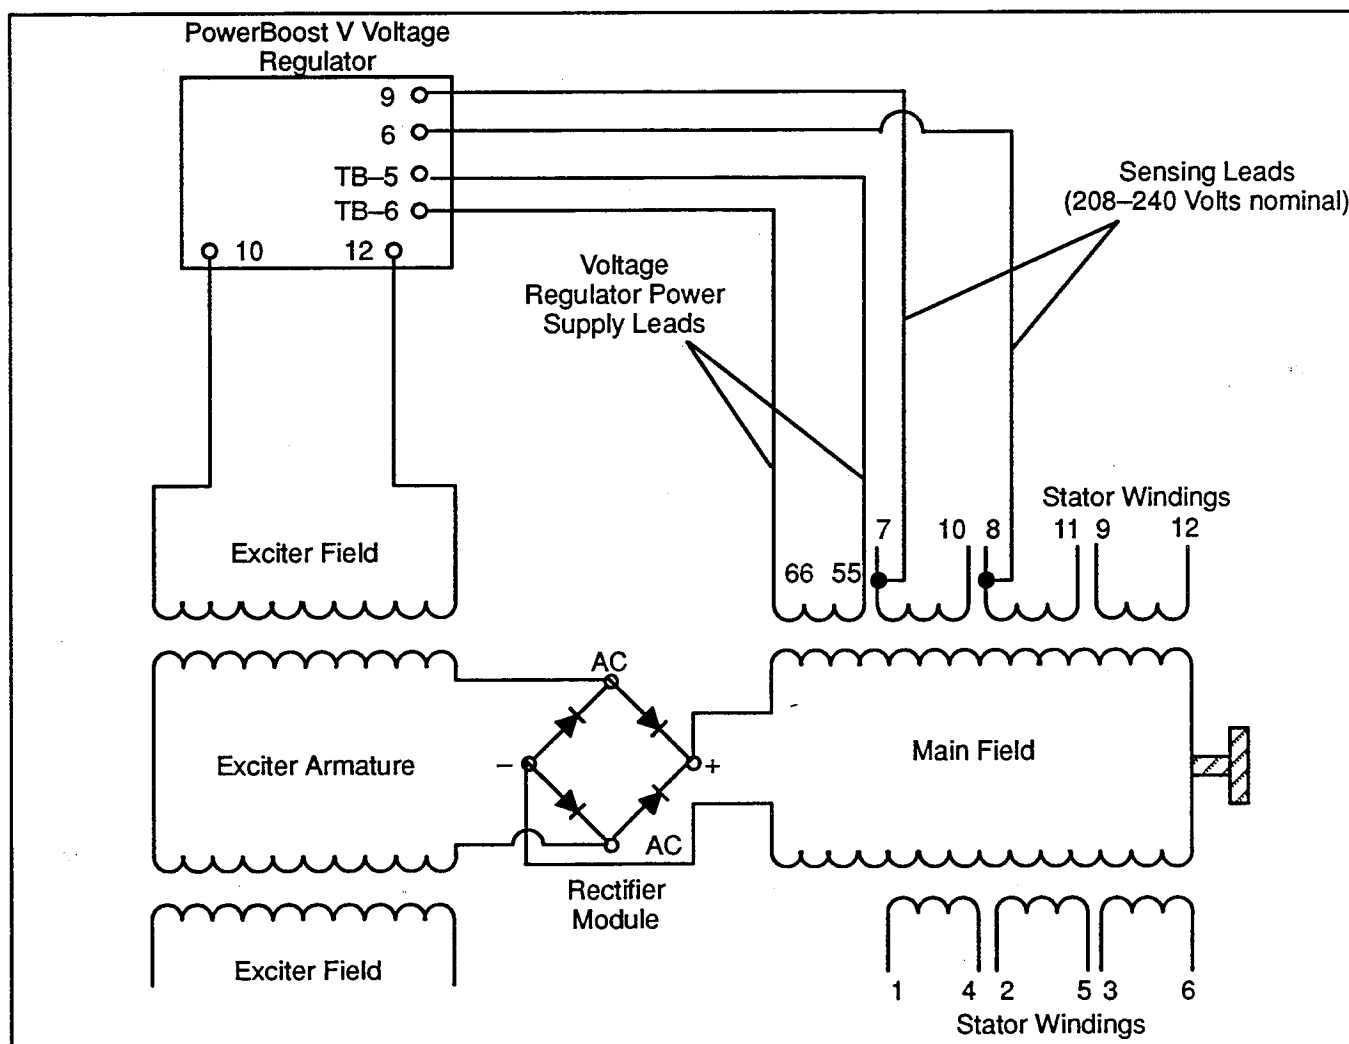 PowerBoost V Voltage
Regulator
9
6
TB–5
TB–6
10
12
Sensing Leads
(208–240 Volts nominal)
Voltage
Regulator Power
Supply Leads
Stator Windings
7
10
8
11
9
12
66
55
Exciter Field
AC
Exciter Armature
–
+
Main Field
AC
Rectifier
Module
Exciter Field
1
4
2
5
3
6
Stator Windings